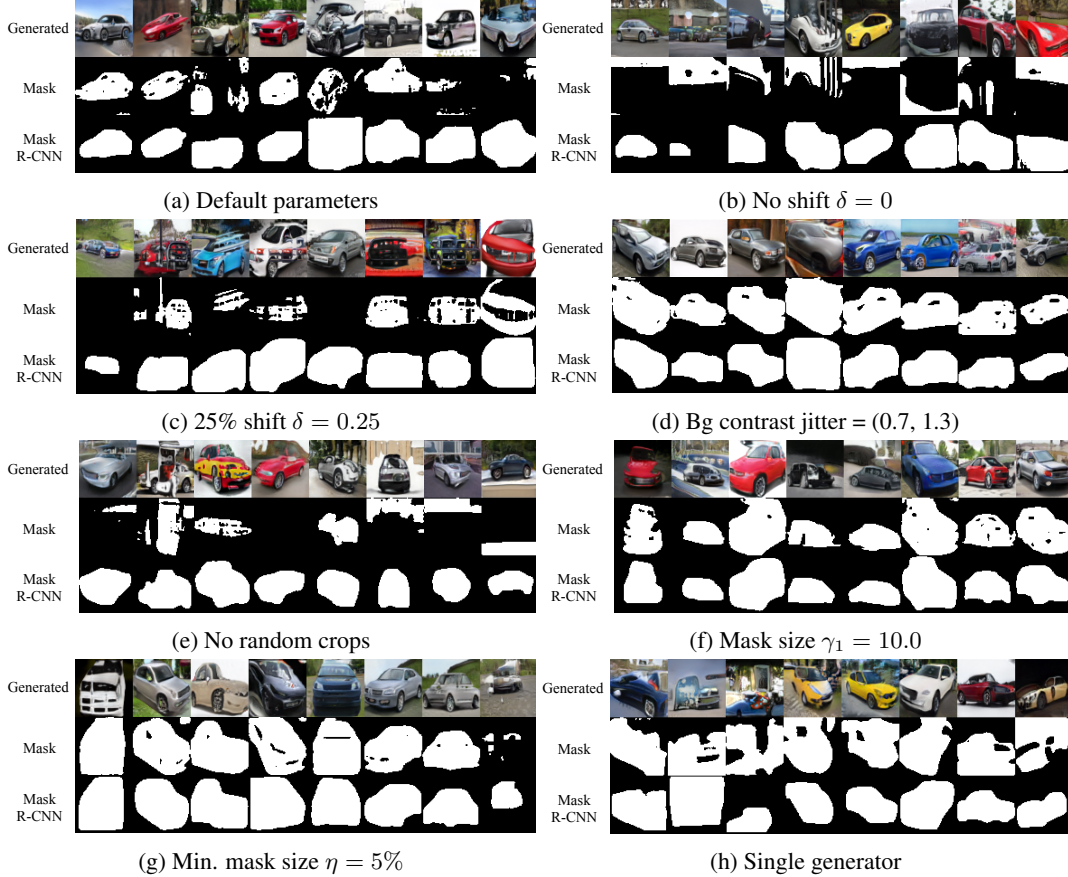 Generated
Mask
Mask
R-CNN
(a) Default parameters
Generated
Mask
Mask
R-CNN
(b) No shift δ = 0
Generated
Mask
Mask
R-CNN
(c) 25% shift δ = 0.25
Generated
Mask
Mask
R-CNN
(d) Bg contrast jitter = (0.7, 1.3)
Generated
Mask
Mask
R-CNN
(e) No random crops
Generated
Mask
Mask
R-CNN
(f) Mask size γ₁ = 10.0
Generated
Mask
Mask
R-CNN
(g) Min. mask size η = 5%
Generated
Mask
Mask
R-CNN
(h) Single generator